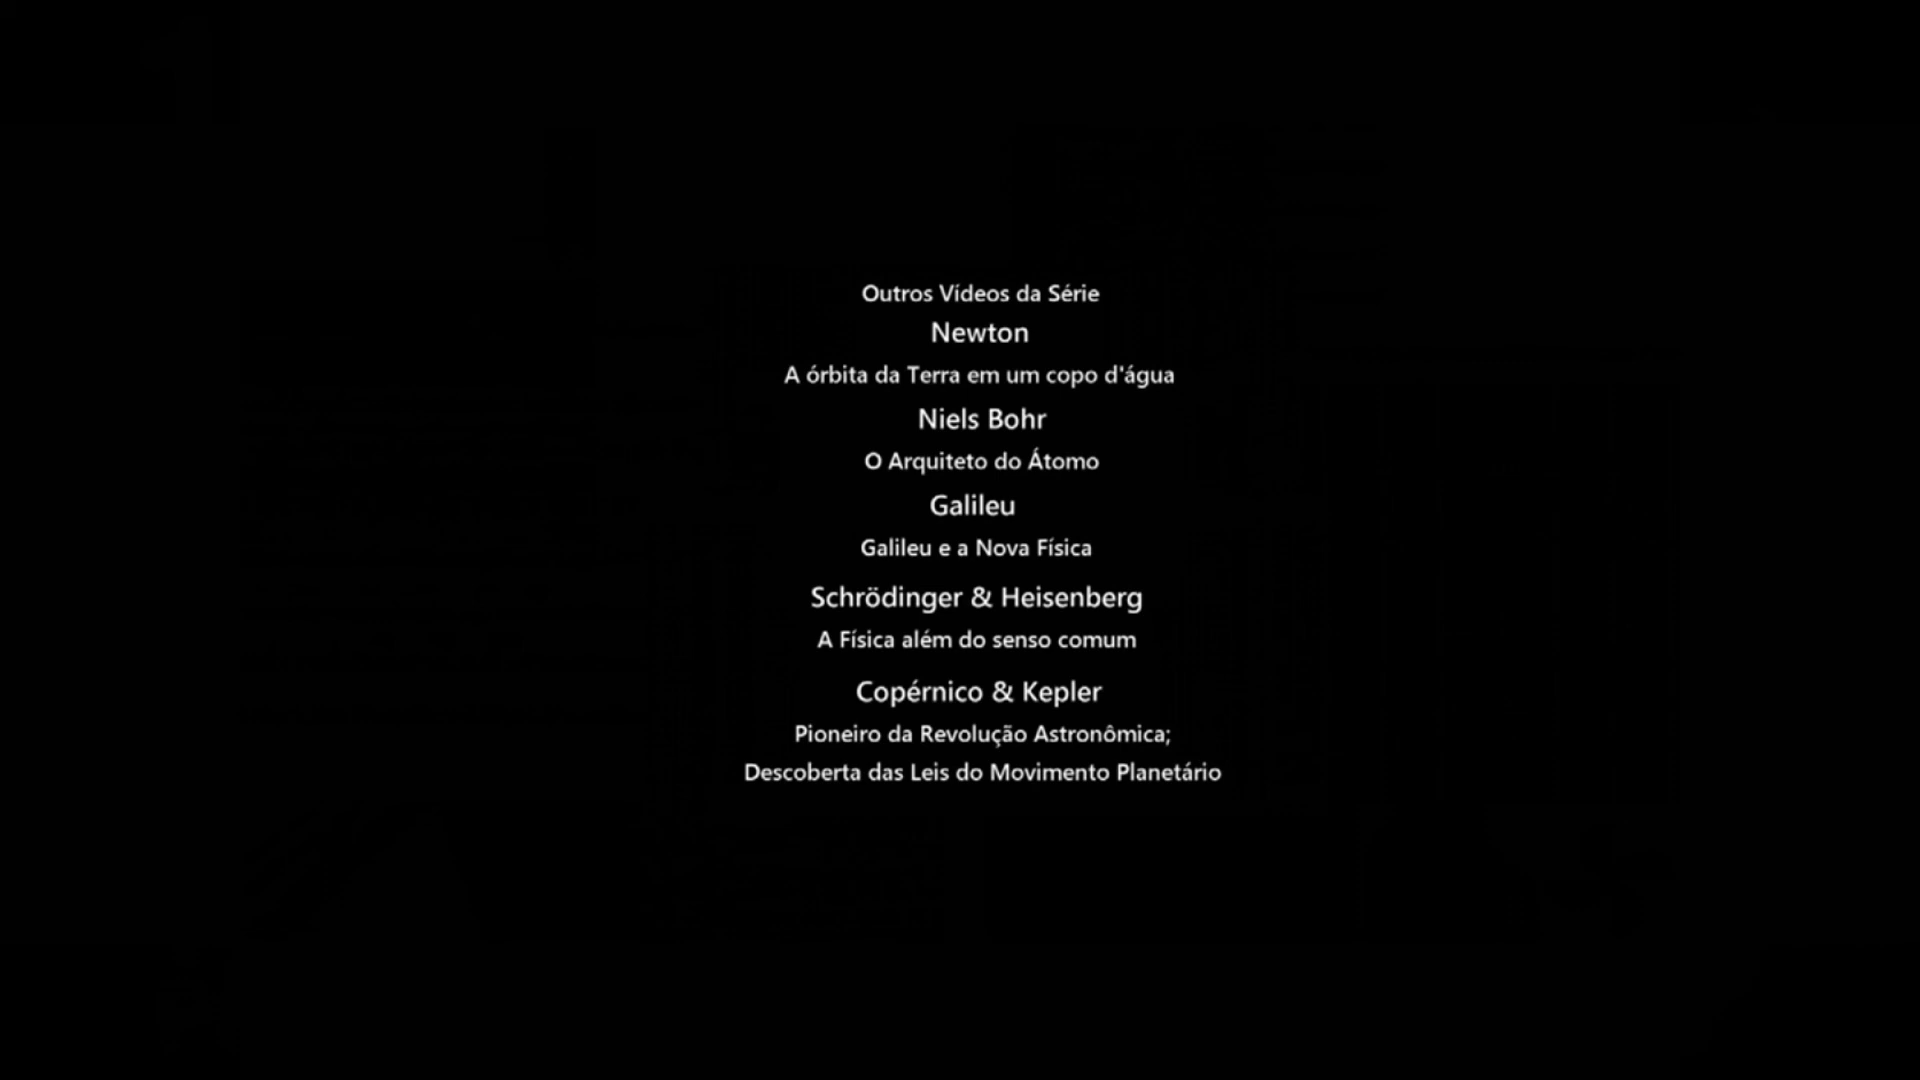 Outros Vídeos da Série
Newton
A órbita da Terra em um copo d'água
Niels Bohr
O Arquiteto do Átomo
Galileu
Galileu e a Nova Física
Schrödinger & Heisenberg
A Física além do senso comum
Copérnico & Kepler
Pioneiro da Revolução Astronômica;
Descoberta das Leis do Movimento Planetário